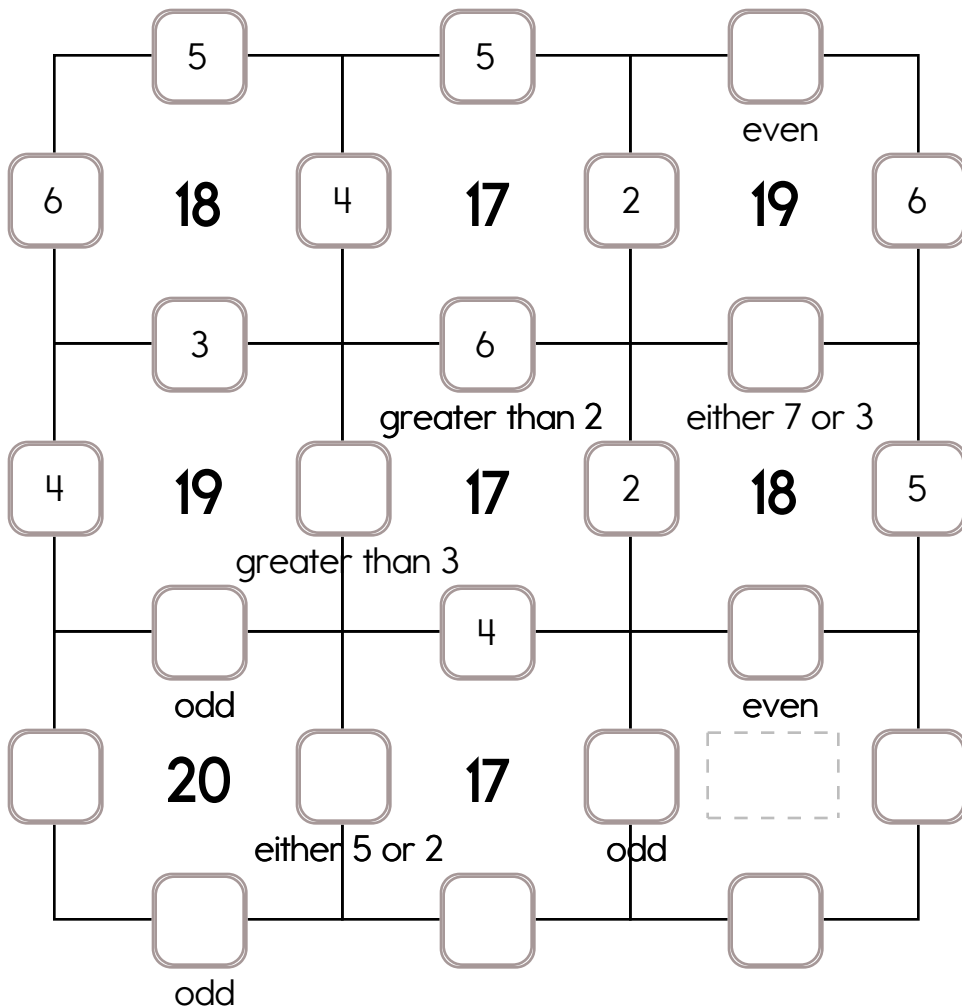 5 5
even
6 18 4 17 2 19 6
3 6
greater than 2 either 7 or 3
4 19 17 2 18 5
greater than 3
4
odd even
20 17
either 5 or 2 odd
odd